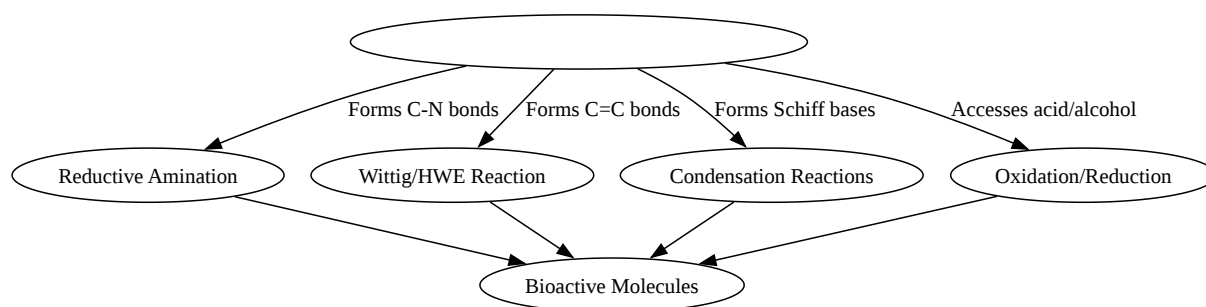 Forms C-N bonds
Forms C=C bonds
Forms Schiff bases
Accesses acid/alcohol
Reductive Amination
Wittig/HWE Reaction
Condensation Reactions
Oxidation/Reduction
Bioactive Molecules